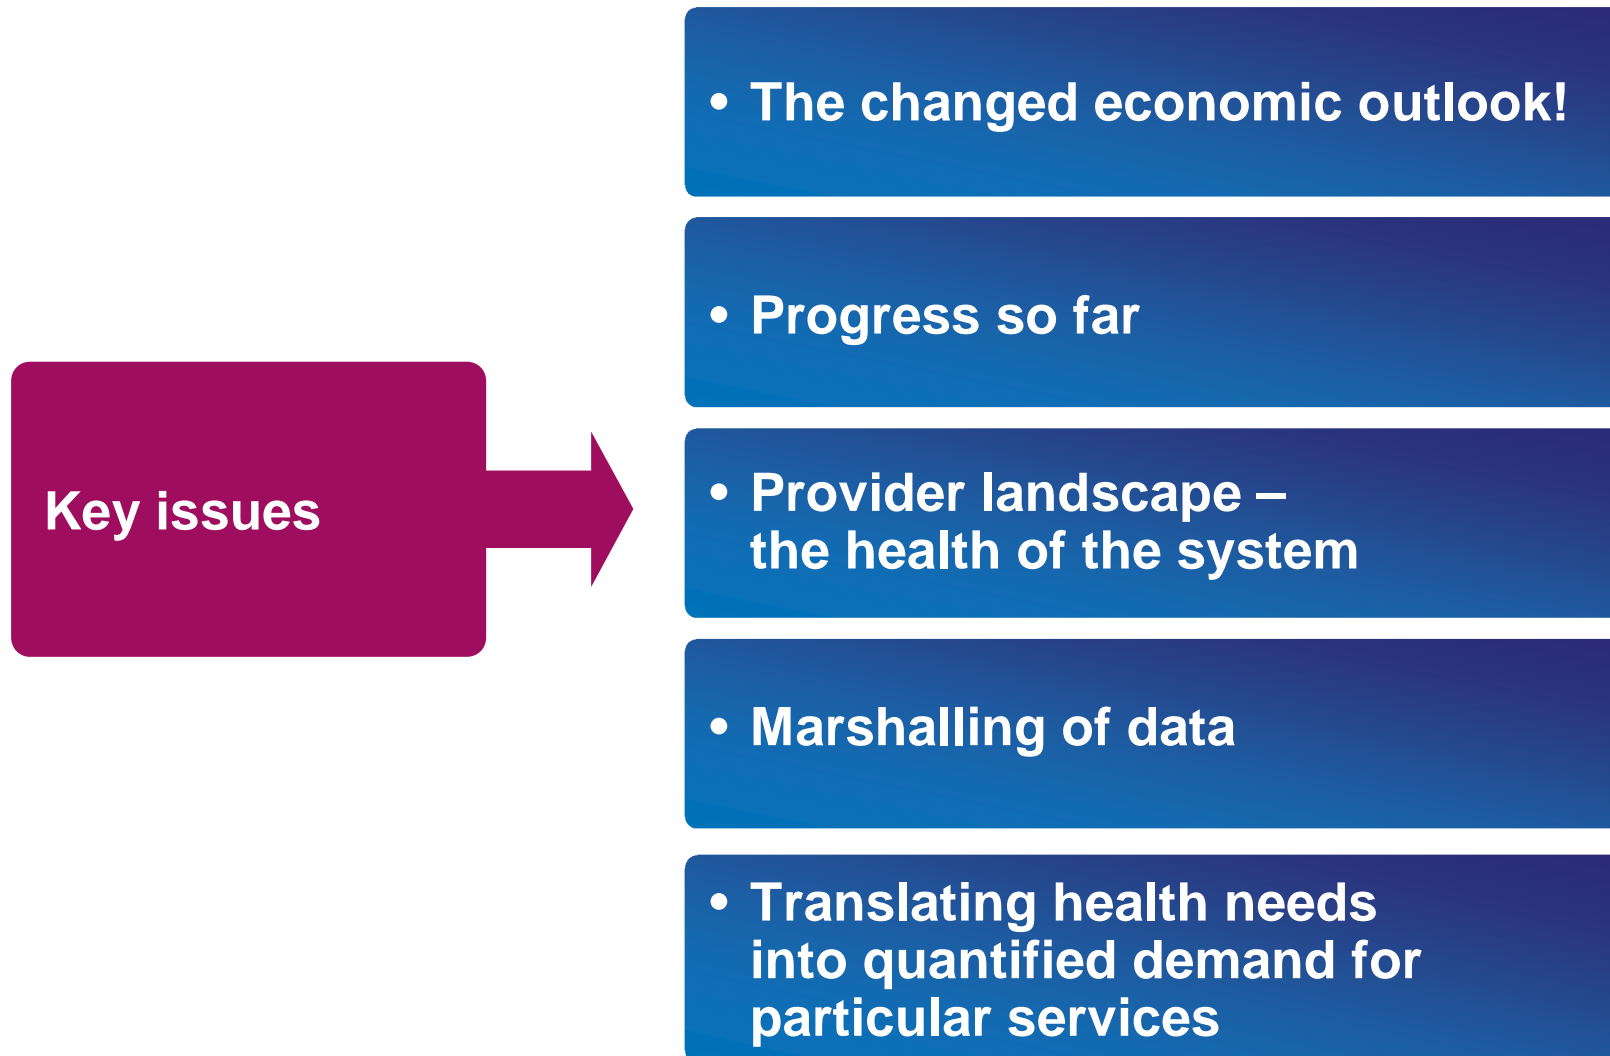 Key issues
• The changed economic outlook!
• Progress so far
• Provider landscape –
the health of the system
• Marshalling of data
• Translating health needs
into quantified demand for
particular services